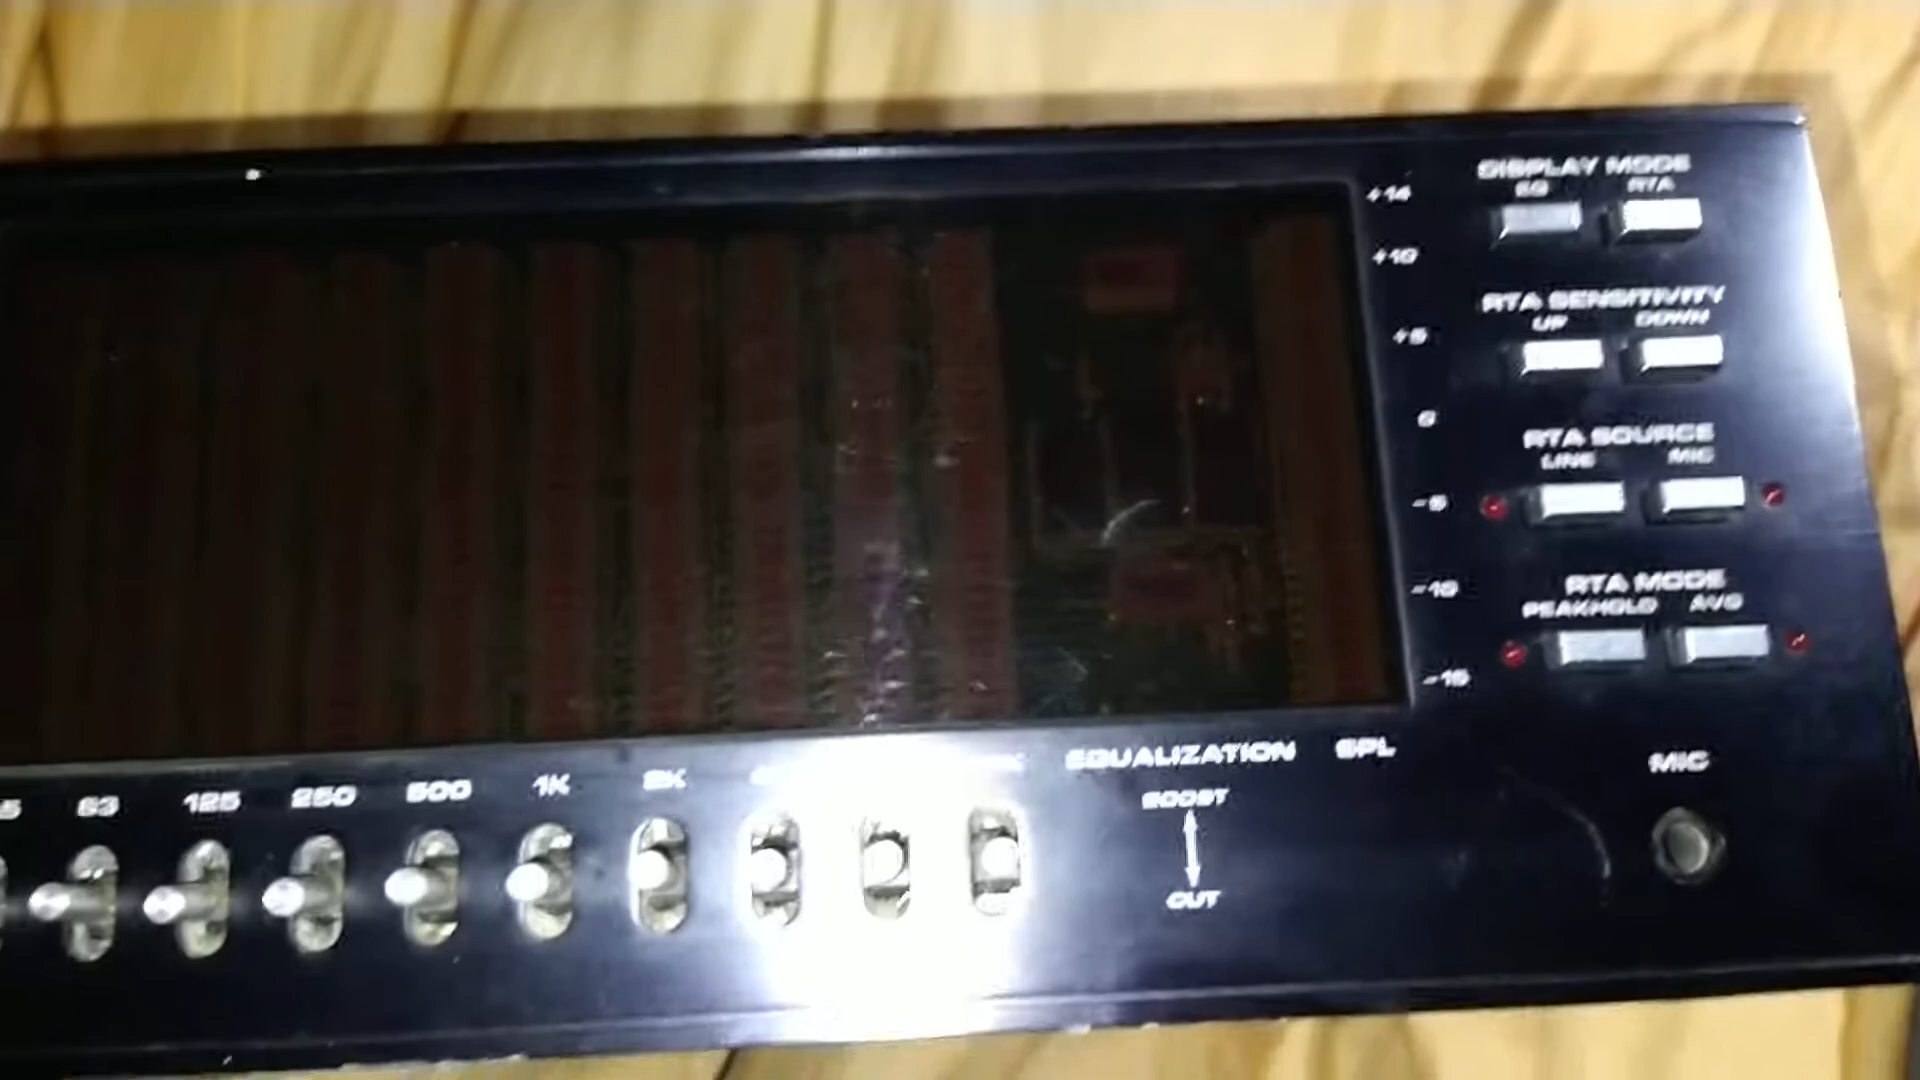 DISPLAY MODE
EQ RTA
+14
+10
RTA SENSITIVITY
UP DOWN
+5
0
RTA SOURCE
LINE MIC
-5
-10
RTA MODE
PEAKHOLD AVG
-15
63 125 250 500 1K 2K
EQUALIZATION SPL
BOOST
CUT
MIC